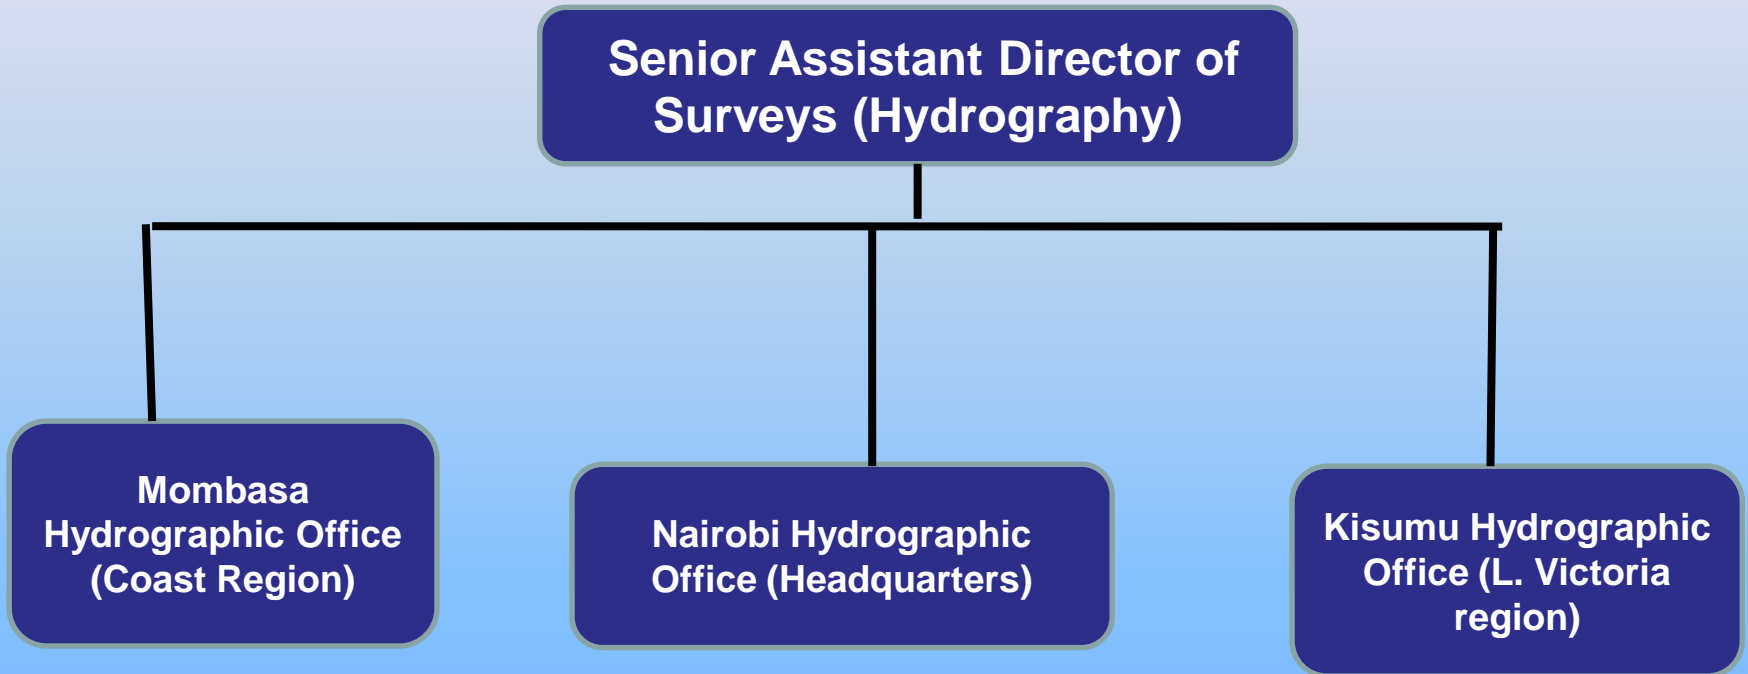 Senior Assistant Director of
Surveys (Hydrography)
Mombasa
Hydrographic Office
(Coast Region)
Nairobi Hydrographic
Office (Headquarters)
Kisumu Hydrographic
Office (L. Victoria
region)